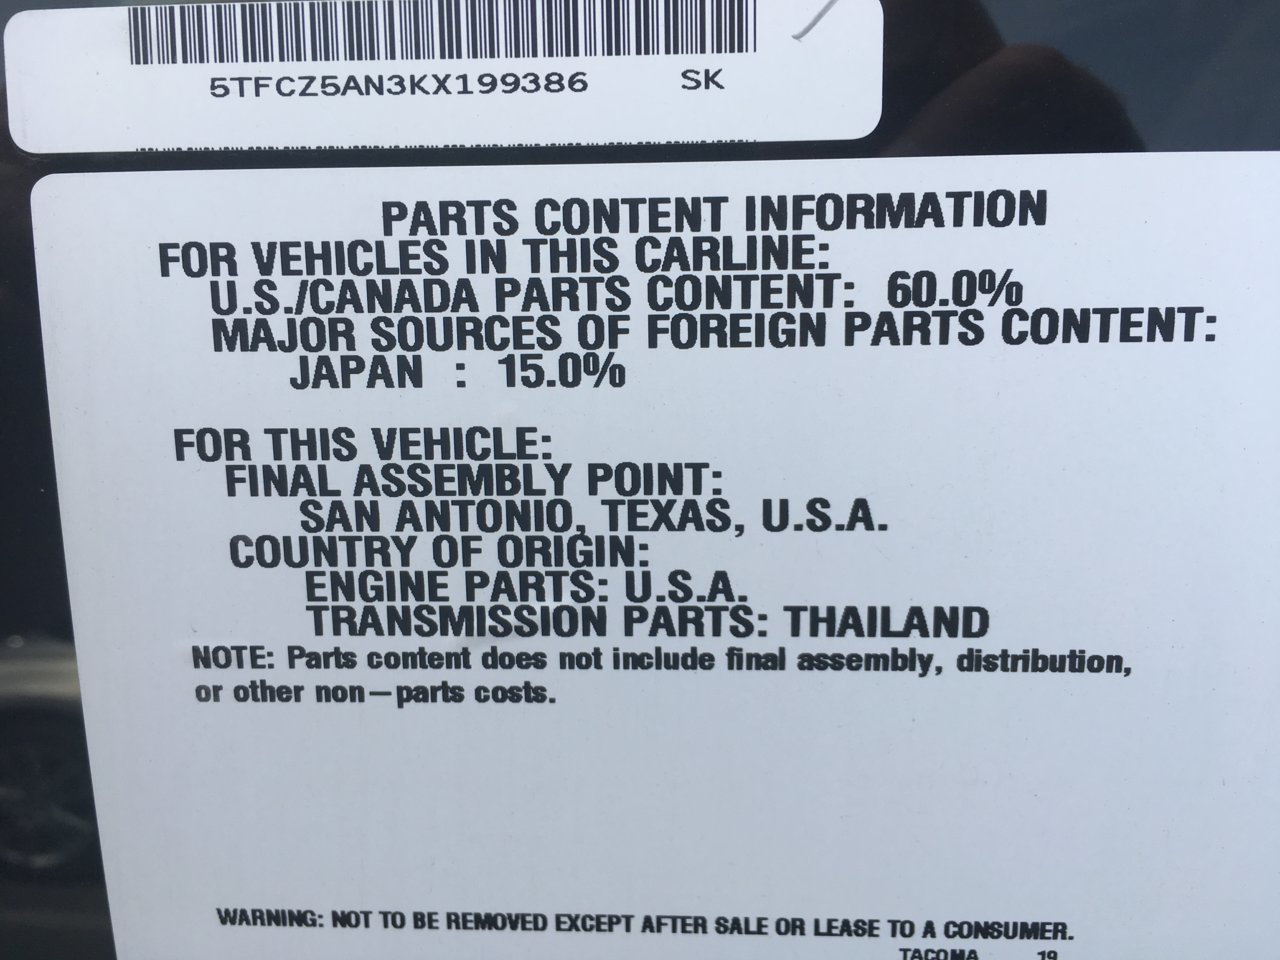 5TFCZ5AN3KX199386 SK
PARTS CONTENT INFORMATION
FOR VEHICLES IN THIS CARLINE:
U.S./CANADA PARTS CONTENT: 60.0%
MAJOR SOURCES OF FOREIGN PARTS CONTENT:
JAPAN : 15.0%
FOR THIS VEHICLE:
FINAL ASSEMBLY POINT:
SAN ANTONIO, TEXAS, U.S.A.
COUNTRY OF ORIGIN:
ENGINE PARTS: U.S.A.
TRANSMISSION PARTS: THAILAND
NOTE: Parts content does not include final assembly, distribution,
or other non—parts costs.
WARNING: NOT TO BE REMOVED EXCEPT AFTER SALE OR LEASE TO A CONSUMER.
TACOMA 19